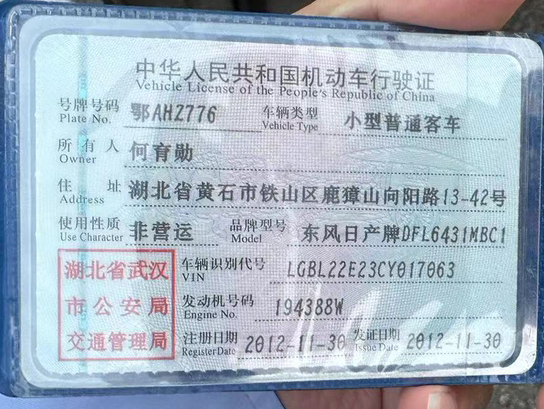 中华人民共和国机动车行驶证
Vehicle License of the People's Republic of China
号牌号码 鄂AHZ776 车辆类型 小型普通客车
Plate No. Vehicle Type
所有人 何育勋
Owner
住址 湖北省黄石市铁山区鹿獐山向阳路13-42号
Address
使用性质 非营运 品牌型号 东风日产牌DFL6431MBC1
Use Character Model
湖北省武汉
市公安局
交通管理局
车辆识别代号 LGBL22E23CY017063
VIN
发动机号码 194388W
Engine No.
注册日期 2012-11-30 发证日期 2012-11-30
Register Date Issue Date